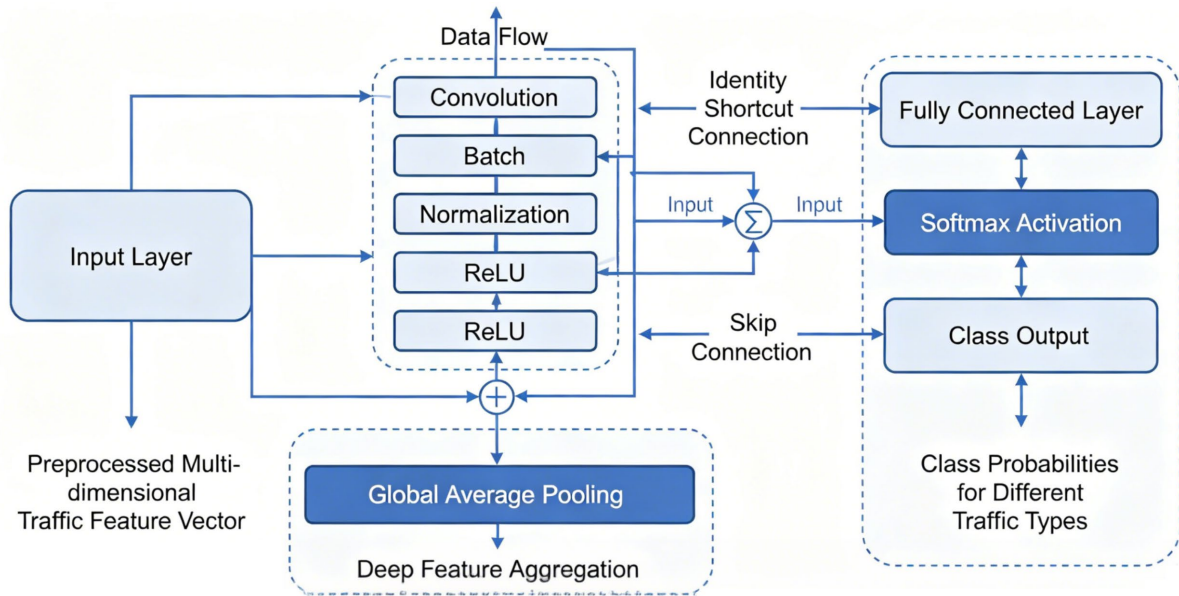 Data Flow
Convolution
Batch
Normalization
ReLU
ReLU
Input Layer
Preprocessed Multi-
dimensional
Traffic Feature Vector
+
Global Average Pooling
Deep Feature Aggregation
Identity
Shortcut
Connection
Input
Σ
Input
Skip
Connection
Fully Connected Layer
Softmax Activation
Class Output
Class Probabilities
for Different
Traffic Types